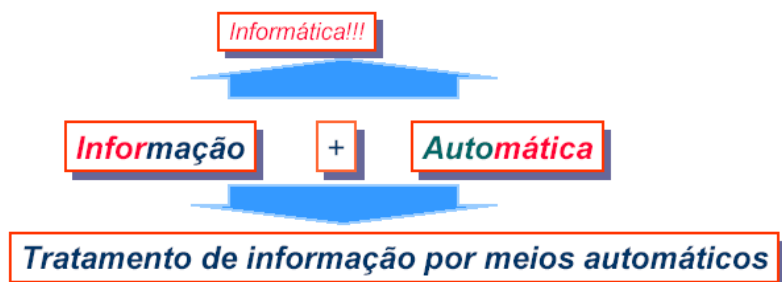 Informática!!!
Informação + Automática
Tratamento de informação por meios automáticos